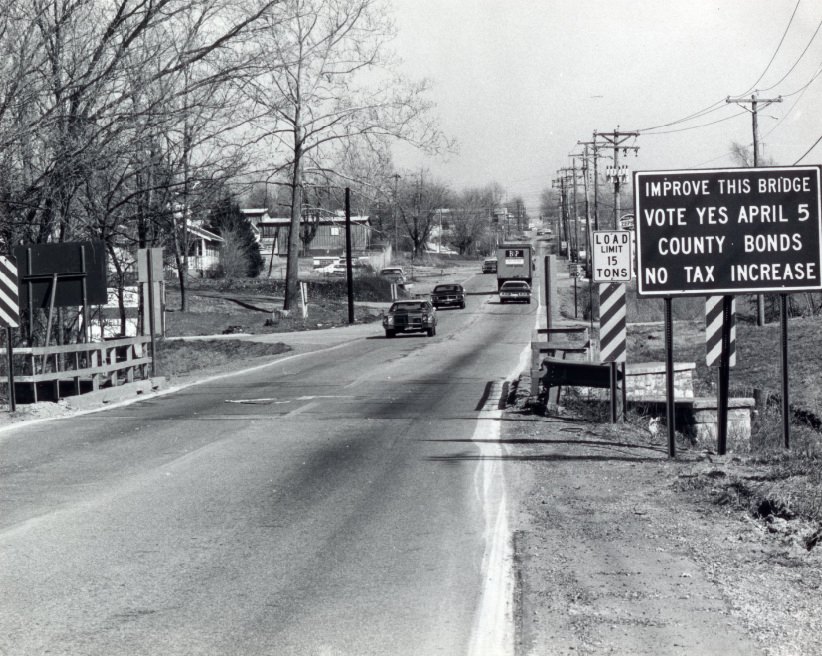 IMPROVE THIS BRIDGE
VOTE YES APRIL 5
COUNTY BONDS
NO TAX INCREASE
LOAD
LIMIT
15
TONS